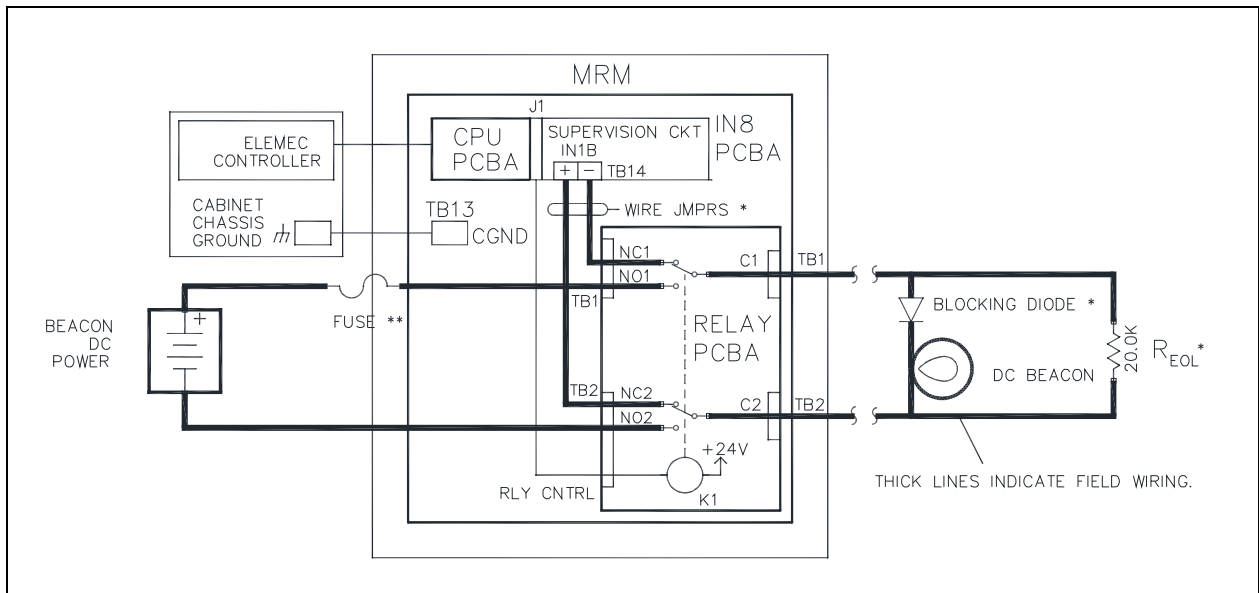 MRM
J1
CPU
PCBA
SUPERVISION CKT
IN1B
+ −
TB14
IN8
PCBA
ELEMEC
CONTROLLER
CABINET
CHASSIS
GROUND
TB13
CGND
WIRE JMPRS *
NC1
NO1
TB1
C1
TB1
FUSE **
BEACON
DC
POWER
+
RELAY
PCBA
BLOCKING DIODE *
DC BEACON
20.0K
REOL*
TB2
NC2
NO2
C2
TB2
+24V
RLY CNTRL
K1
THICK LINES INDICATE FIELD WIRING.